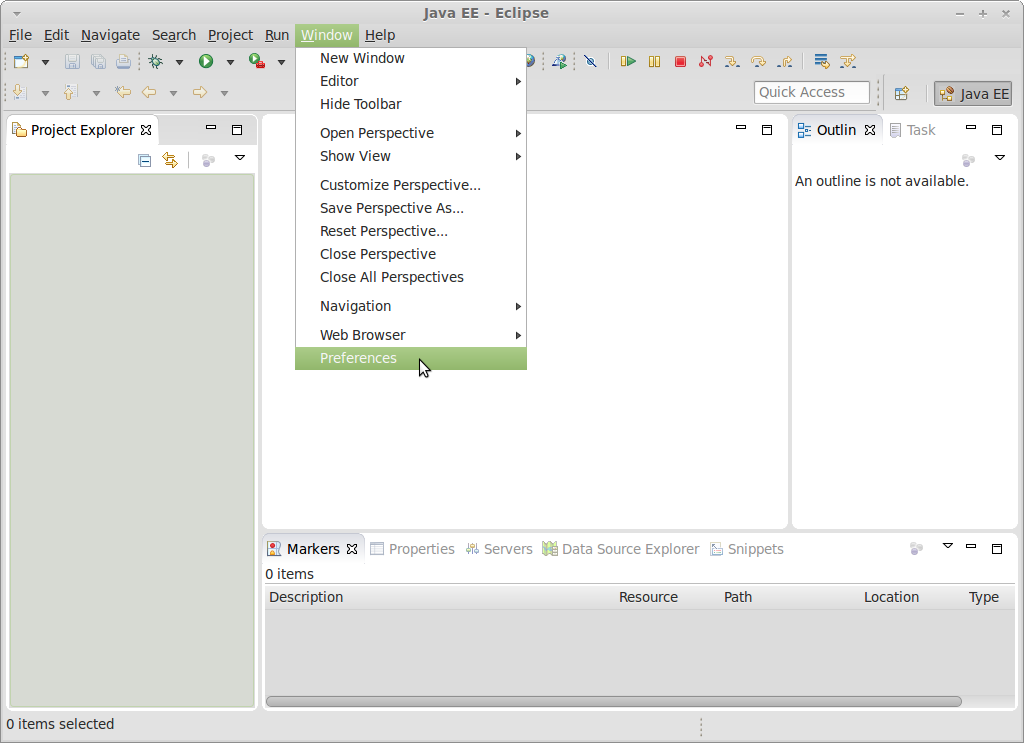 Java EE - Eclipse
File Edit Navigate Search Project Run Window Help
New Window
Editor
Hide Toolbar
Open Perspective
Show View
Customize Perspective...
Save Perspective As...
Reset Perspective...
Close Perspective
Close All Perspectives
Navigation
Web Browser
Preferences
Quick Access
Java EE
Project Explorer
Outlin
Task
An outline is not available.
Markers Properties Servers Data Source Explorer Snippets
0 items
Description Resource Path Location Type
0 items selected